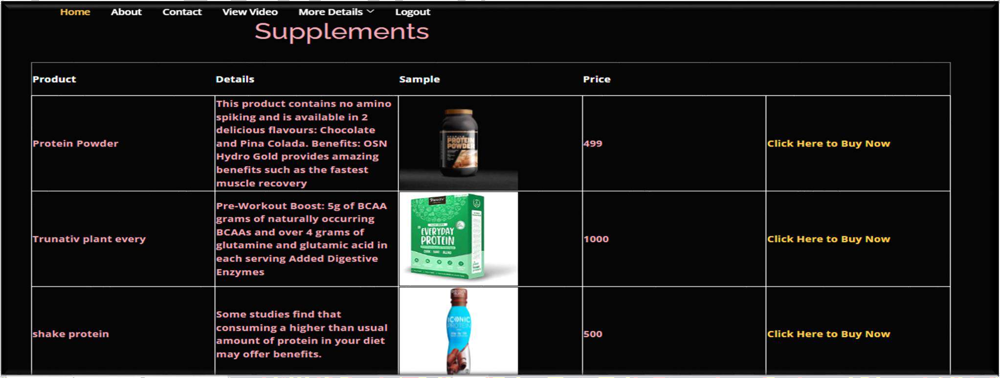 Home About Contact View Video More Details Logout
Supplements
Product Details Sample Price
Protein Powder
This product contains no amino
spiking and is available in 2
delicious flavours: Chocolate
and Pina Colada. Benefits: OSN
Hydro Gold provides amazing
benefits such as the fastest
muscle recovery
PROTEIN
POWDER
499
Click Here to Buy Now
Trunativ plant every
Pre-Workout Boost: 5g of BCAA
grams of naturally occurring
BCAAs and over 4 grams of
glutamine and glutamic acid in
each serving Added Digestive
Enzymes
EVERYDAY
PROTEIN
1000
Click Here to Buy Now
shake protein
Some studies find that
consuming a higher than usual
amount of protein in your diet
may offer benefits.
ICONIC
PROTEIN
500
Click Here to Buy Now